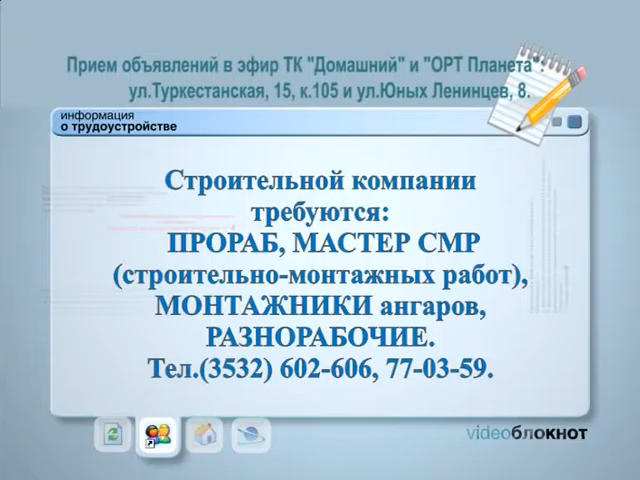 Прием объявлений в эфир ТК "Домашний" и "ОРТ Планета":
ул.Туркестанская, 15, к.105 и ул.Юных Ленинцев, 8.
информация
о трудоустройстве
Строительной компании
требуются:
ПРОРАБ, МАСТЕР СМР
(строительно-монтажных работ),
МОНТАЖНИКИ ангаров,
РАЗНОРАБОЧИЕ.
Тел.(3532) 602-606, 77-03-59.
videoблокнот